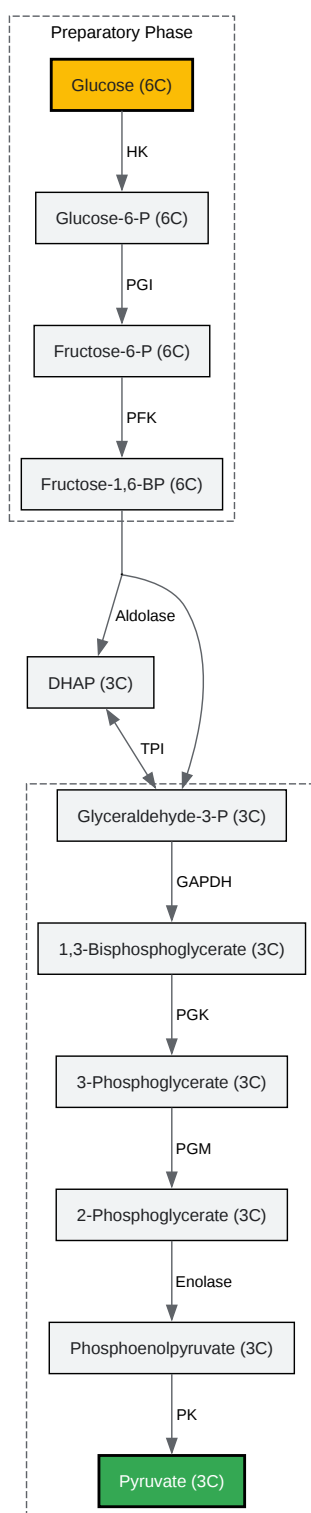 Preparatory Phase
Glucose (6C)
HK
Glucose-6-P (6C)
PGI
Fructose-6-P (6C)
PFK
Fructose-1,6-BP (6C)
Aldolase
DHAP (3C)
TPI
Glyceraldehyde-3-P (3C)
GAPDH
1,3-Bisphosphoglycerate (3C)
PGK
3-Phosphoglycerate (3C)
PGM
2-Phosphoglycerate (3C)
Enolase
Phosphoenolpyruvate (3C)
PK
Pyruvate (3C)